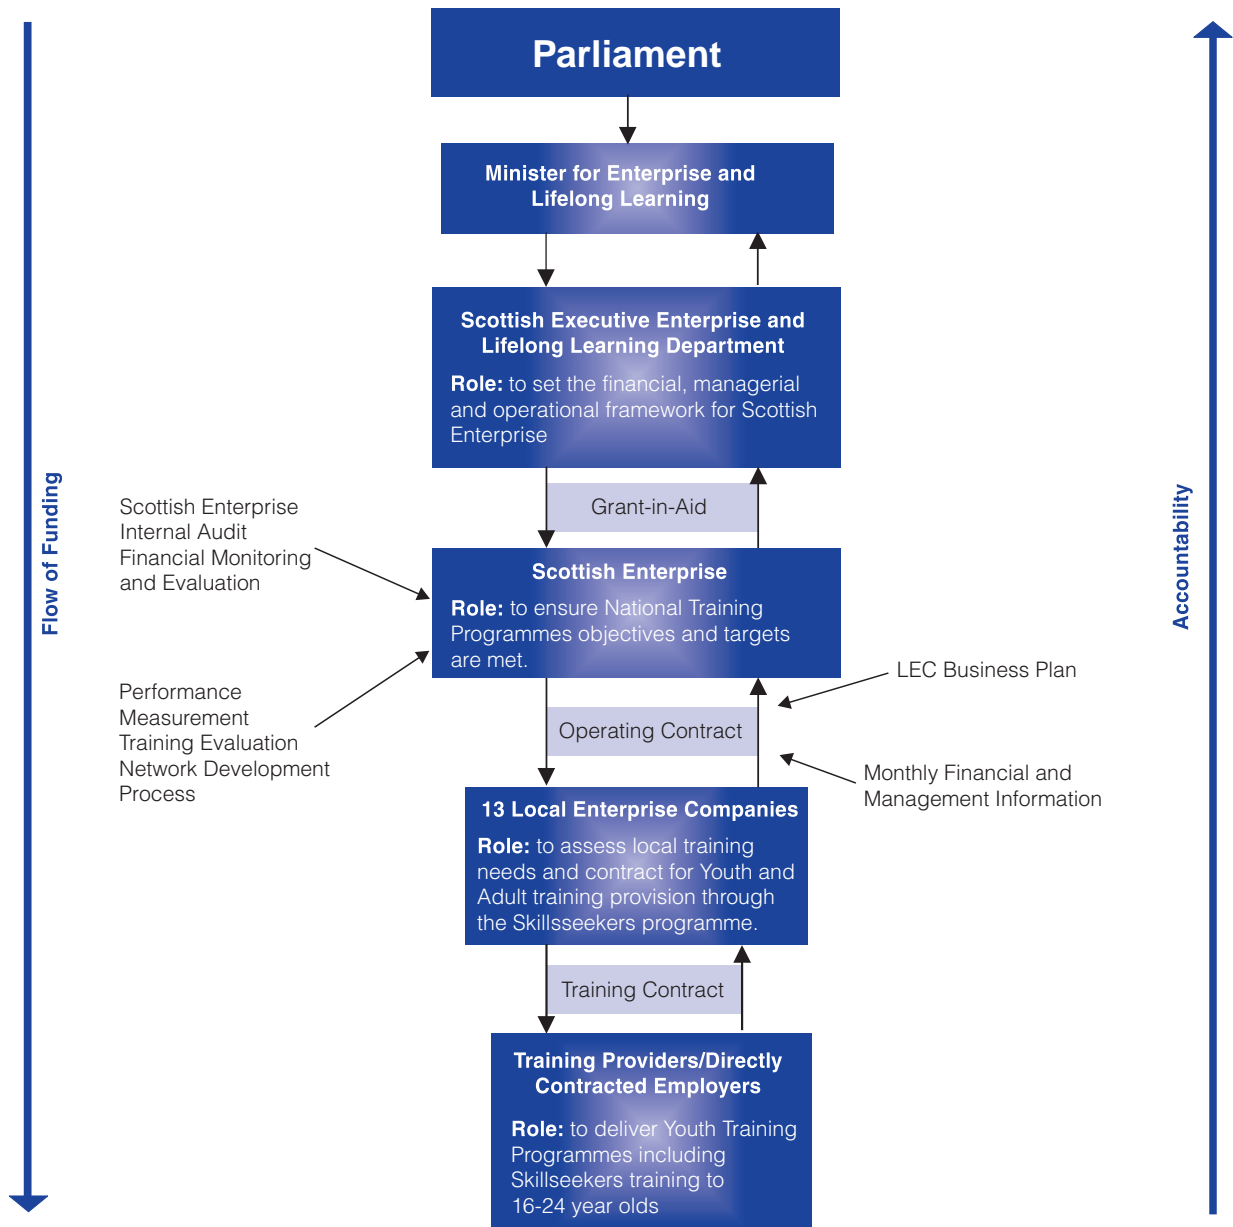 Parliament
Minister for Enterprise and
Lifelong Learning
Scottish Executive Enterprise and
Lifelong Learning Department
Role: to set the financial, managerial
and operational framework for Scottish
Enterprise
Flow of Funding
Accountability
Grant-in-Aid
Scottish Enterprise
Internal Audit
Financial Monitoring
and Evaluation
Scottish Enterprise
Role: to ensure National Training
Programmes objectives and targets
are met.
Performance
Measurement
Training Evaluation
Network Development
Process
LEC Business Plan
Operating Contract
Monthly Financial and
Management Information
13 Local Enterprise Companies
Role: to assess local training
needs and contract for Youth and
Adult training provision through
the Skillsseekers programme.
Training Contract
Training Providers/Directly
Contracted Employers
Role: to deliver Youth Training
Programmes including
Skillseekers training to
16-24 year olds